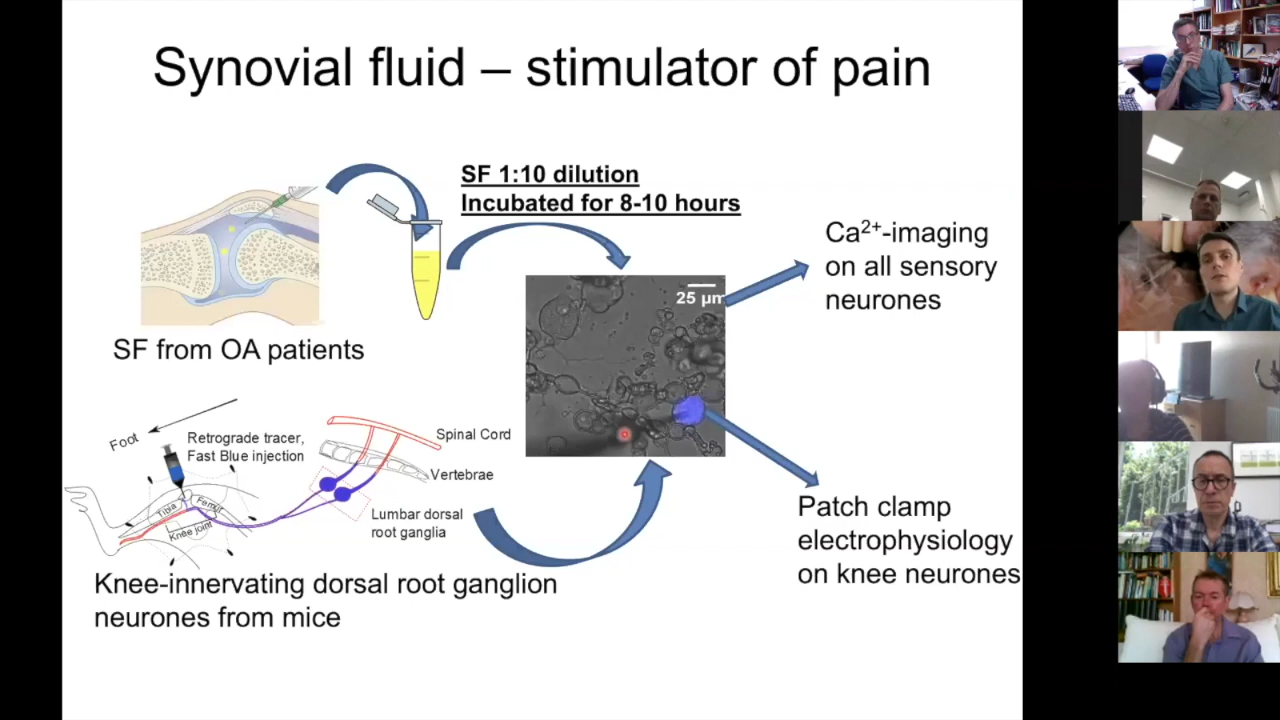 Synovial fluid – stimulator of pain
SF 1:10 dilution
Incubated for 8-10 hours
Ca²⁺-imaging
on all sensory
neurones
25 µm
SF from OA patients
Foot
Retrograde tracer,
Fast Blue injection
Spinal Cord
Vertebrae
Tibia
Femur
Knee joint
Lumbar dorsal
root ganglia
Patch clamp
electrophysiology
on knee neurones
Knee-innervating dorsal root ganglion
neurones from mice